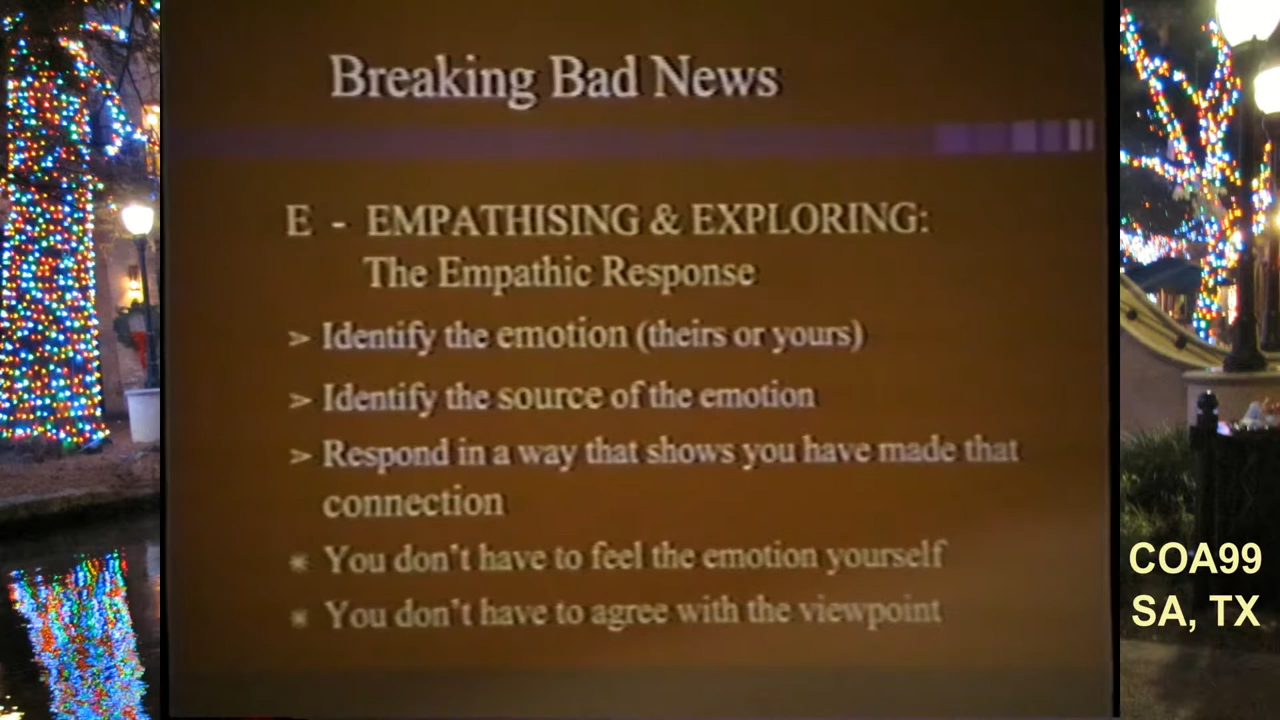 Breaking Bad News
E - EMPATHISING & EXPLORING:
The Empathic Response
> Identify the emotion (theirs or yours)
> Identify the source of the emotion
> Respond in a way that shows you have made that
connection
* You don't have to feel the emotion yourself
* You don't have to agree with the viewpoint
COA99
SA, TX